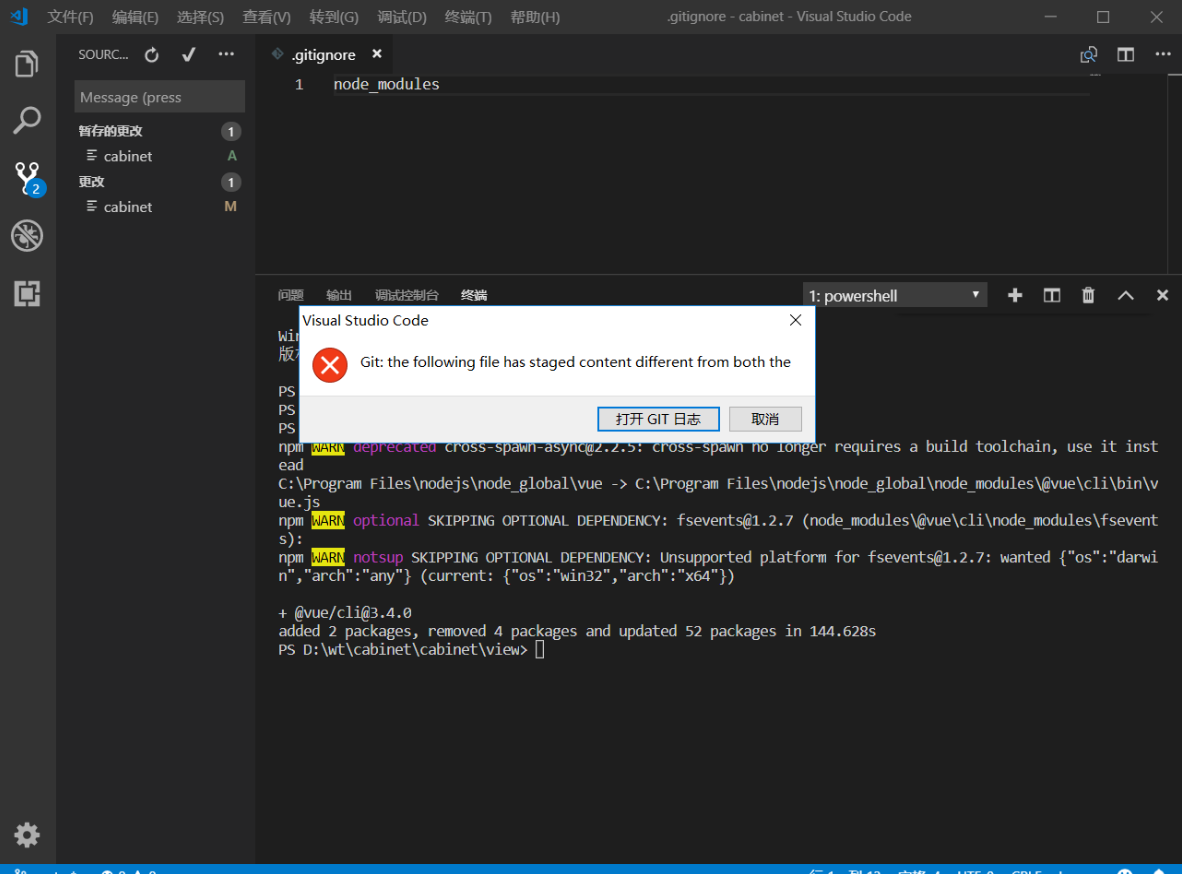 文件(F) 编辑(E) 选择(S) 查看(V) 转到(G) 调试(D) 终端(T) 帮助(H) .gitignore - cabinet - Visual Studio Code
SOURC...
.gitignore
Message (press
1 node_modules
暂存的更改 1
cabinet A
更改 1
cabinet M
2
问题 输出 调试控制台 终端 1: powershell
Visual Studio Code
Git: the following file has staged content different from both the
打开 GIT 日志 取消
PS
PS
PS
npm WARN deprecated cross-spawn-async@2.2.5: cross-spawn no longer requires a build toolchain, use it inst
ead
C:\Program Files\nodejs\node_global\vue -> C:\Program Files\nodejs\node_global\node_modules\@vue\cli\bin\v
ue.js
npm WARN optional SKIPPING OPTIONAL DEPENDENCY: fsevents@1.2.7 (node_modules\@vue\cli\node_modules\fsevent
s):
npm WARN notsup SKIPPING OPTIONAL DEPENDENCY: Unsupported platform for fsevents@1.2.7: wanted {"os":"darwi
n","arch":"any"} (current: {"os":"win32","arch":"x64"})
+ @vue/cli@3.4.0
added 2 packages, removed 4 packages and updated 52 packages in 144.628s
PS D:\wt\cabinet\cabinet\view>